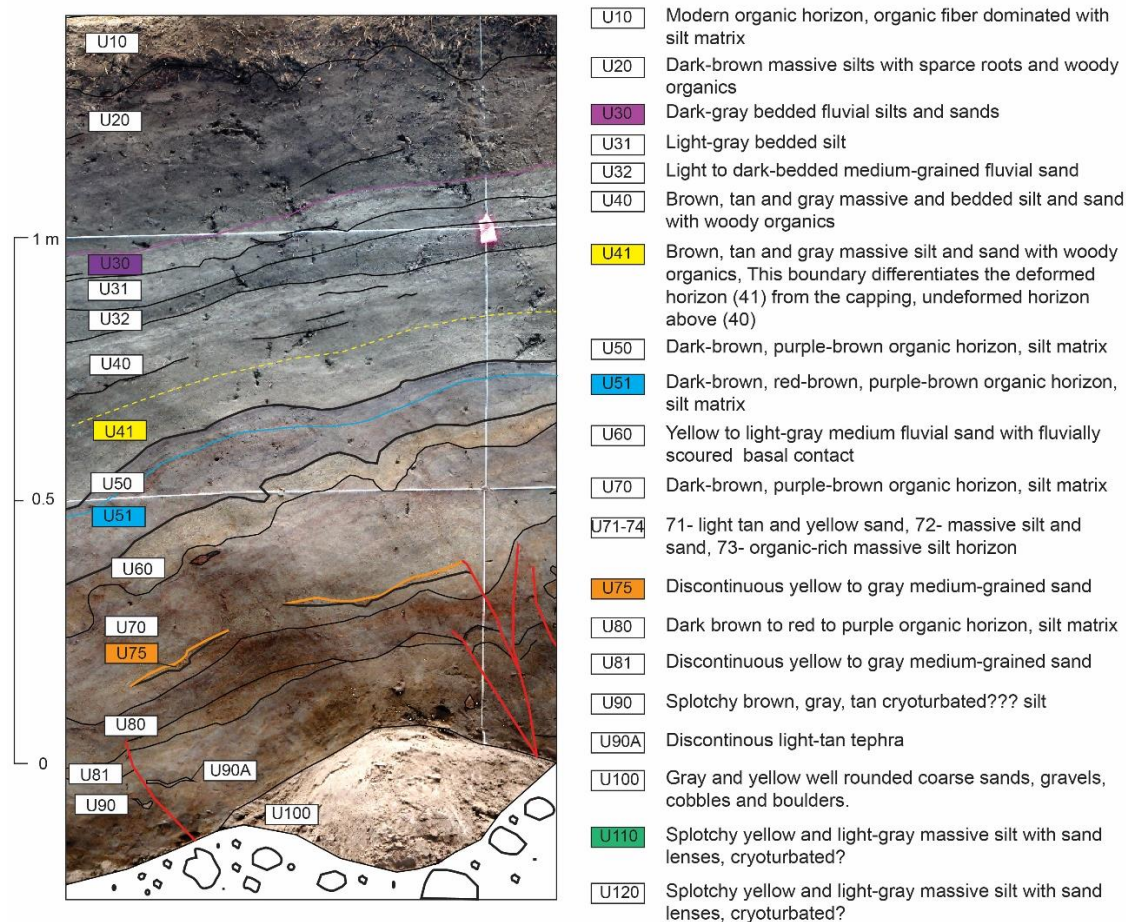 U10
U20
1 m
U30
U31
U32
U40
U41
U50
0.5
U51
U60
U70
U75
U80
0
U81
U90A
U90
U100
U10 Modern organic horizon, organic fiber dominated with
silt matrix
U20 Dark-brown massive silts with sparce roots and woody
organics
U30 Dark-gray bedded fluvial silts and sands
U31 Light-gray bedded silt
U32 Light to dark-bedded medium-grained fluvial sand
U40 Brown, tan and gray massive and bedded silt and sand
with woody organics
U41 Brown, tan and gray massive silt and sand with woody
organics, This boundary differentiates the deformed
horizon (41) from the capping, undeformed horizon
above (40)
U50 Dark-brown, purple-brown organic horizon, silt matrix
U51 Dark-brown, red-brown, purple-brown organic horizon,
silt matrix
U60 Yellow to light-gray medium fluvial sand with fluvially
scoured basal contact
U70 Dark-brown, purple-brown organic horizon, silt matrix
U71-74 71- light tan and yellow sand, 72- massive silt and
sand, 73- organic-rich massive silt horizon
U75 Discontinuous yellow to gray medium-grained sand
U80 Dark brown to red to purple organic horizon, silt matrix
U81 Discontinuous yellow to gray medium-grained sand
U90 Splotchy brown, gray, tan cryoturbated??? silt
U90A Discontinous light-tan tephra
U100 Gray and yellow well rounded coarse sands, gravels,
cobbles and boulders.
U110 Splotchy yellow and light-gray massive silt with sand
lenses, cryoturbated?
U120 Splotchy yellow and light-gray massive silt with sand
lenses, cryoturbated?